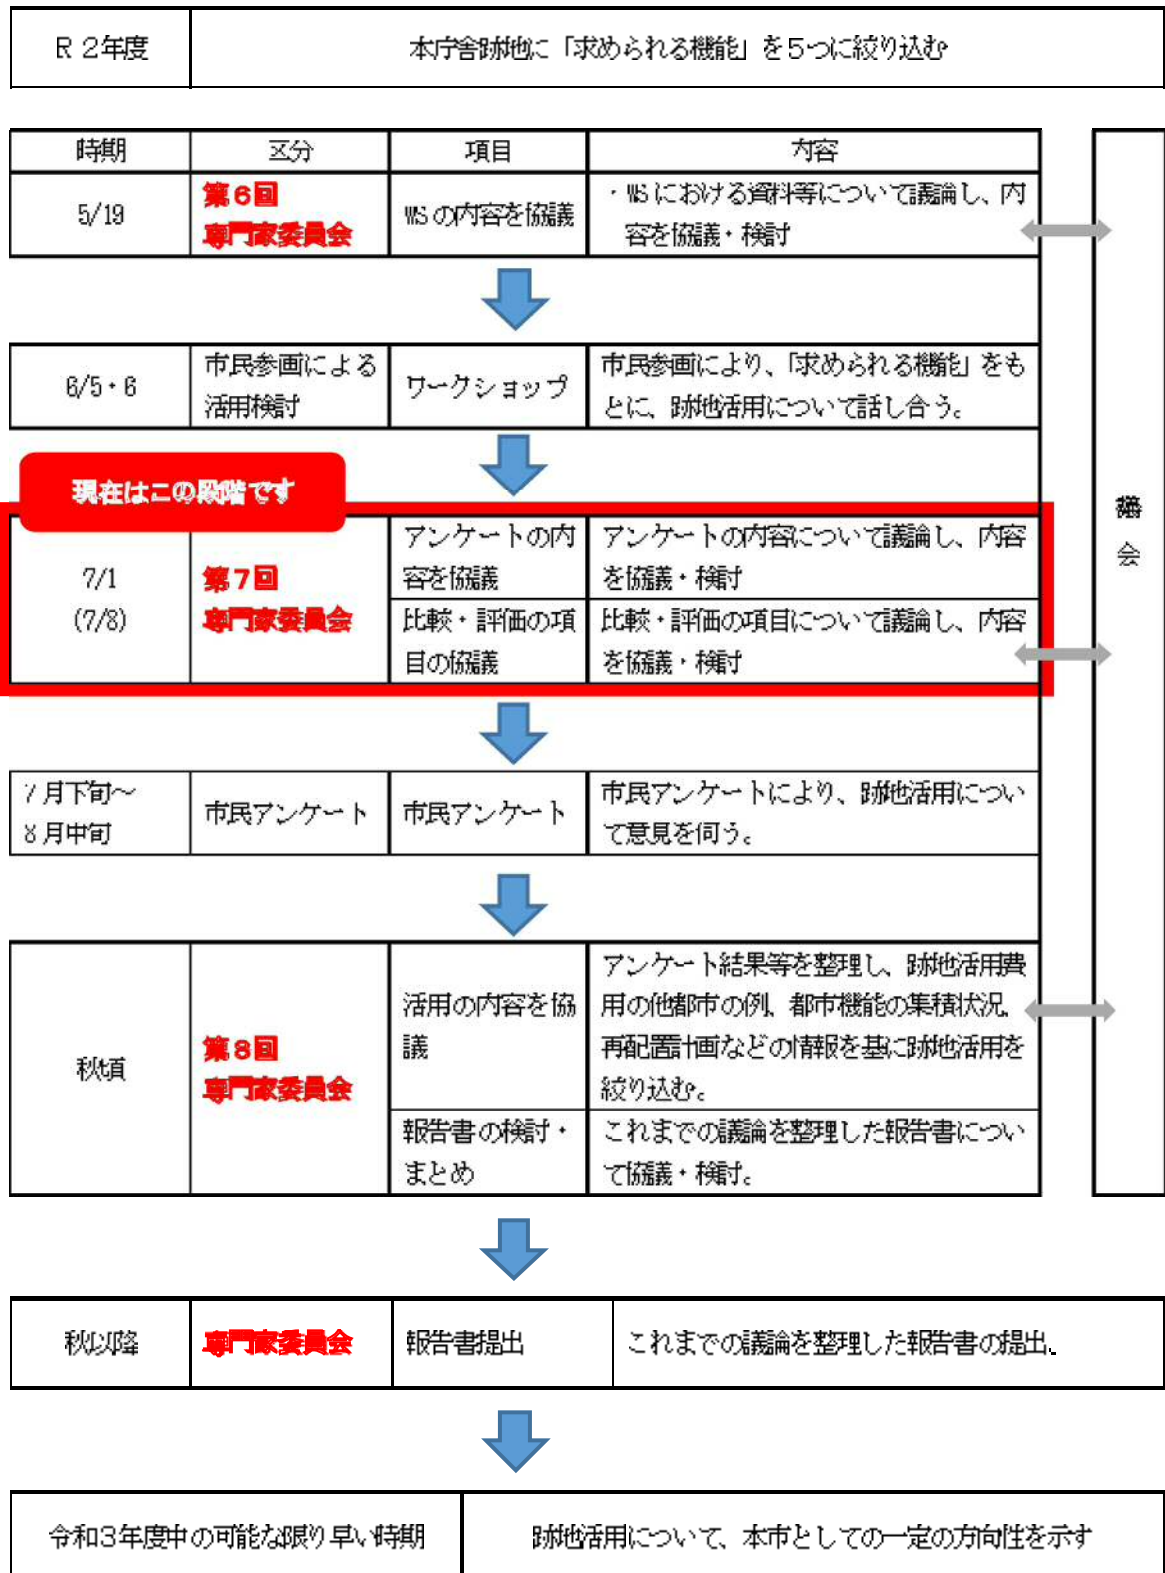 R２年度
本庁舎跡地に「求められる機能」を５つに絞り込む
時期
区分
項目
内容
5/19
第６回
専門家委員会
WSの内容を協議
・WSにおける資料等について議論し、内
容を協議・検討
6/5・6
市民参画による
活用検討
ワークショップ
市民参画により、「求められる機能」をも
とに、跡地活用について話し合う。
現在はこの段階です
7/1
(7/8)
第７回
専門家委員会
アンケートの内
容を協議
アンケートの内容について議論し、内容
を協議・検討
比較・評価の項
目の協議
比較・評価の項目について議論し、内容
を協議・検討
7月下旬～
8月中旬
市民アンケート
市民アンケート
市民アンケートにより、跡地活用につい
て意見を伺う。
秋頃
第８回
専門家委員会
活用の内容を協
議
アンケート結果等を整理し、跡地活用費
用の他都市の例、都市機能の集積状況、
再配置計画などの情報を基に跡地活用を
絞り込む。
報告書の検討・
まとめ
これまでの議論を整理した報告書につい
て協議・検討。
会
秋以降
専門家委員会
報告書提出
これまでの議論を整理した報告書の提出。
令和３年度中の可能な限り早い時期
跡地活用について、本市としての一定の方向性を示す